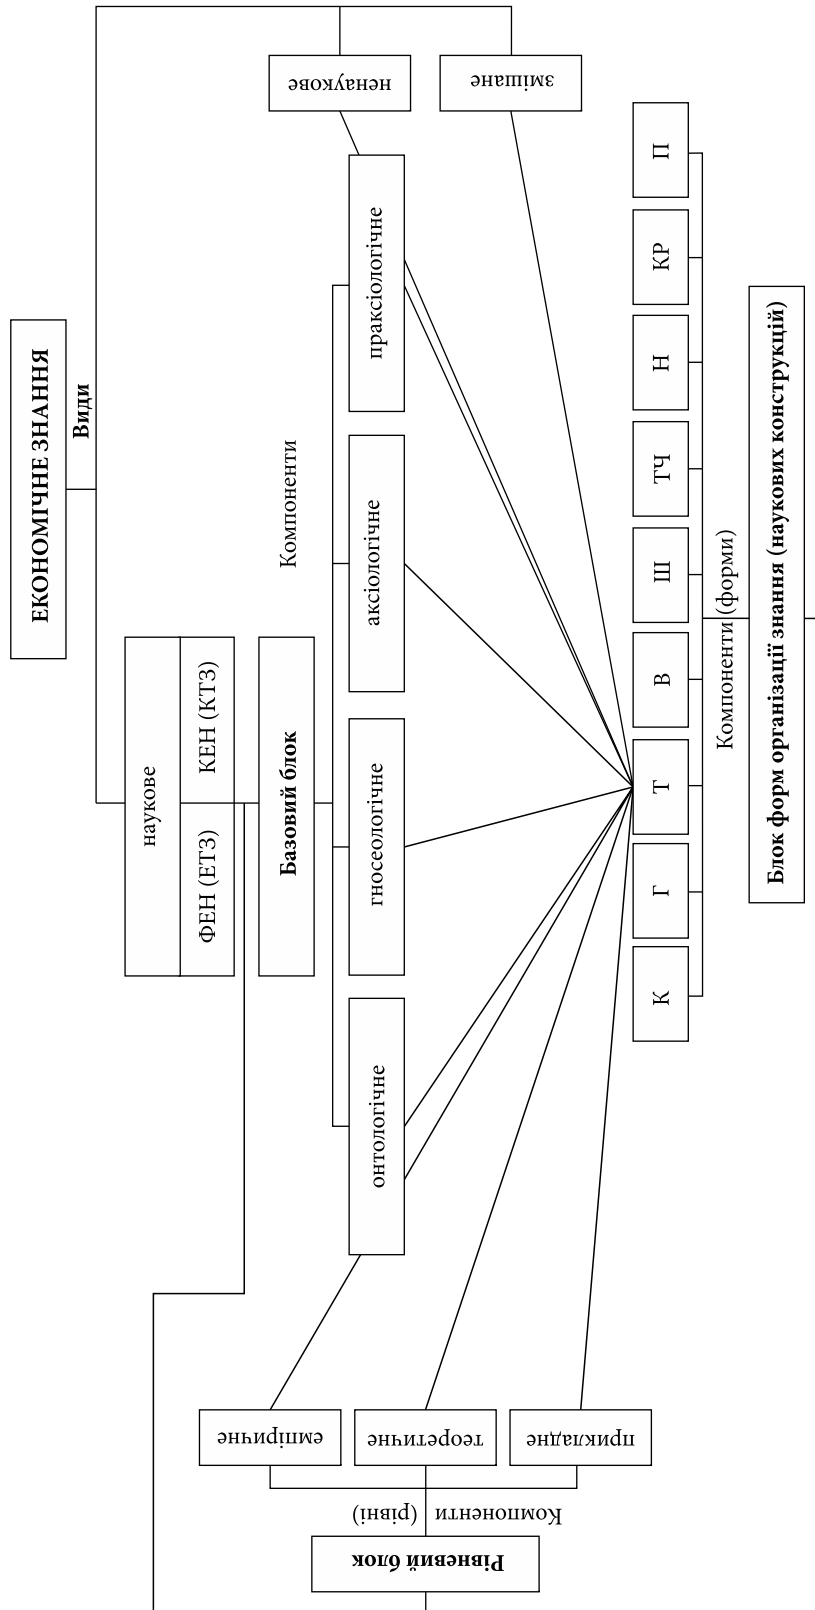 ЕКОНОМІЧНЕ ЗНАННЯ
Види
наукове
ФЕН (ЕТЗ)
КЕН (КТЗ)
ненаукове
змішане
Базовий блок
Компоненти
онтологічне
гносеологічне
аксіологічне
праксіологічне
Рівневий блок
Компоненти
(рівні)
емпіричне
теоретичне
прикладне
К
Г
Т
В
Ш
ТЧ
Н
КР
П
Компоненти (форми)
Блок форм організації знання (наукових конструкцій)